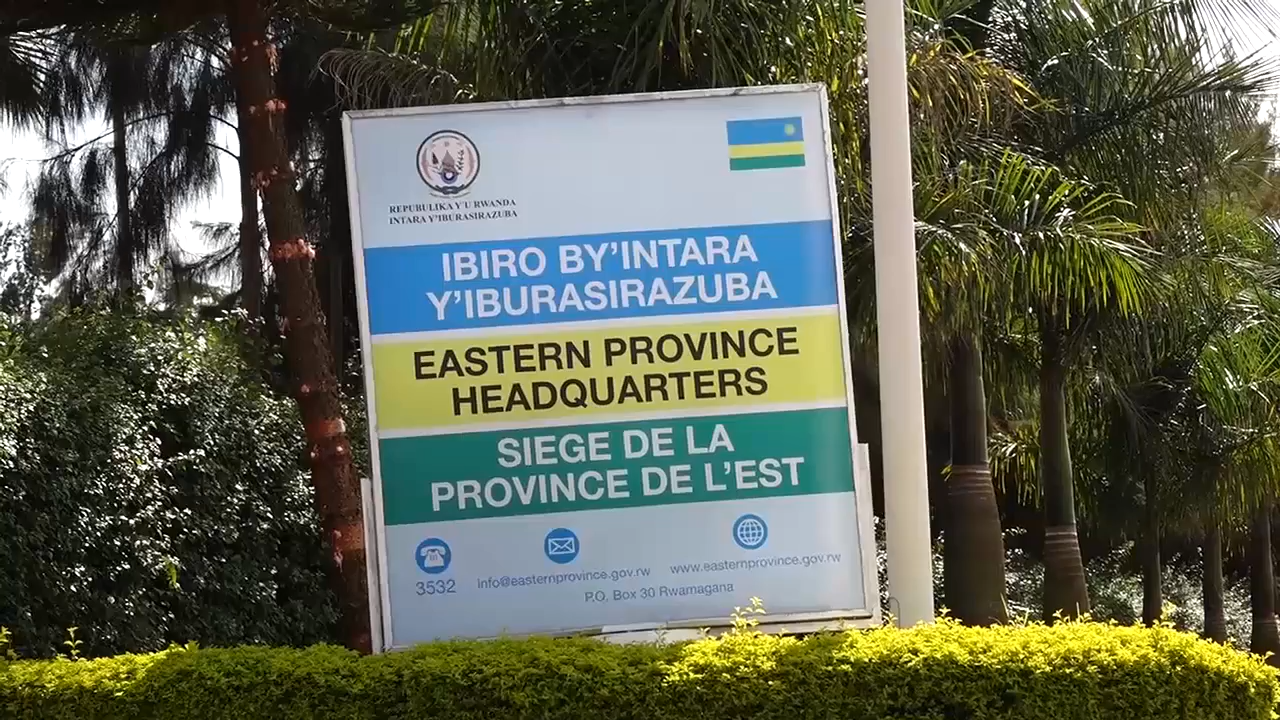 REPUBULIKA Y'U RWANDA
INTARA Y'IBURASIRAZUBA
IBIRO BY'INTARA
Y'IBURASIRAZUBA
EASTERN PROVINCE
HEADQUARTERS
SIEGE DE LA
PROVINCE DE L'EST
3532
info@easternprovince.gov.rw
www.easternprovince.gov.rw
P.O. Box 30 Rwamagana